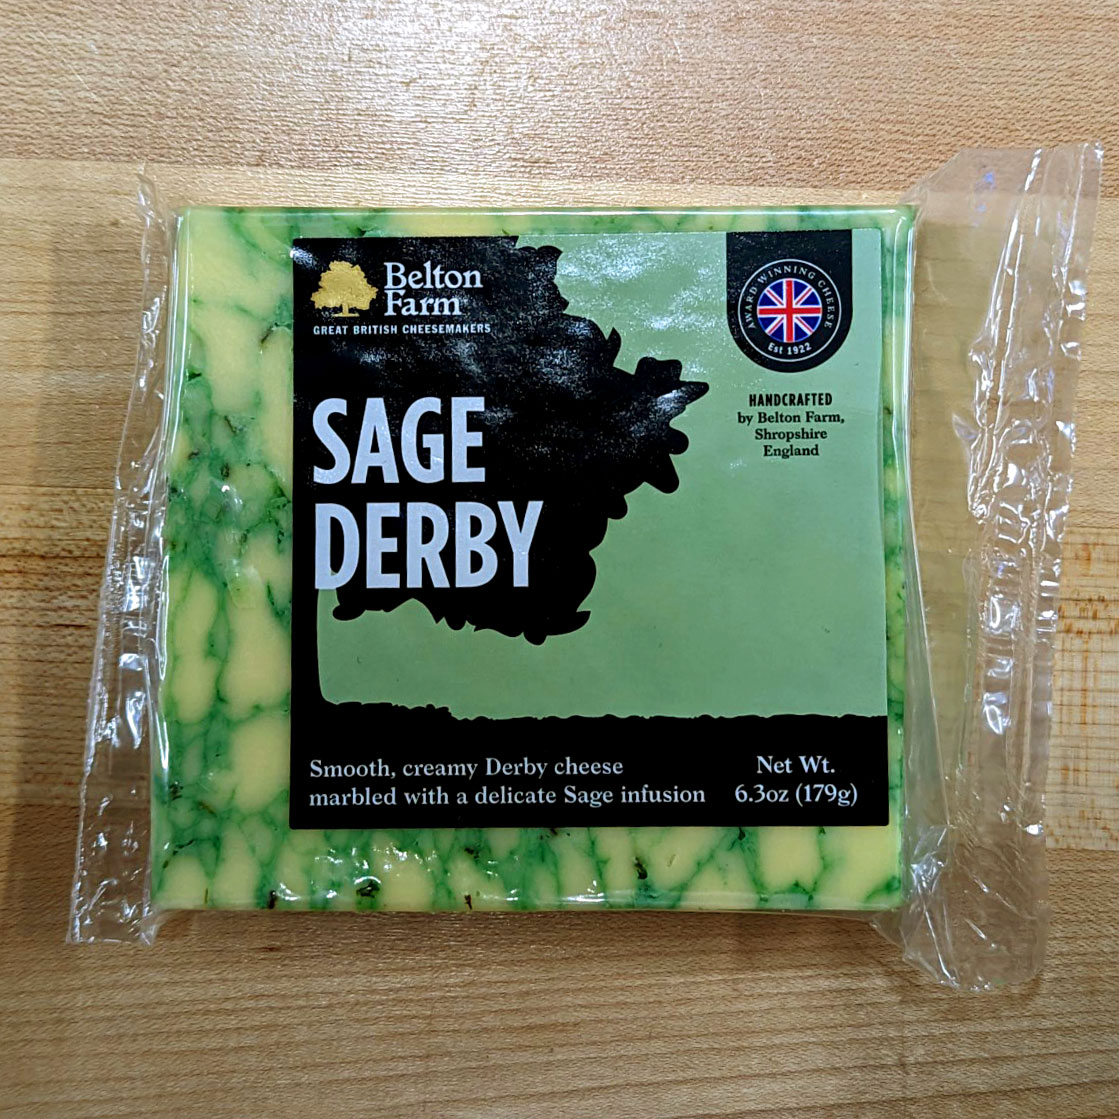 Belton
Farm
GREAT BRITISH CHEESEMAKERS
AWARD WINNING CHEESE
Est 1922
HANDCRAFTED
by Belton Farm,
Shropshire
England
SAGE
DERBY
Smooth, creamy Derby cheese
marbled with a delicate Sage infusion
Net Wt.
6.3oz (179g)